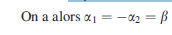 On a alors α₁ = −α₂ = β